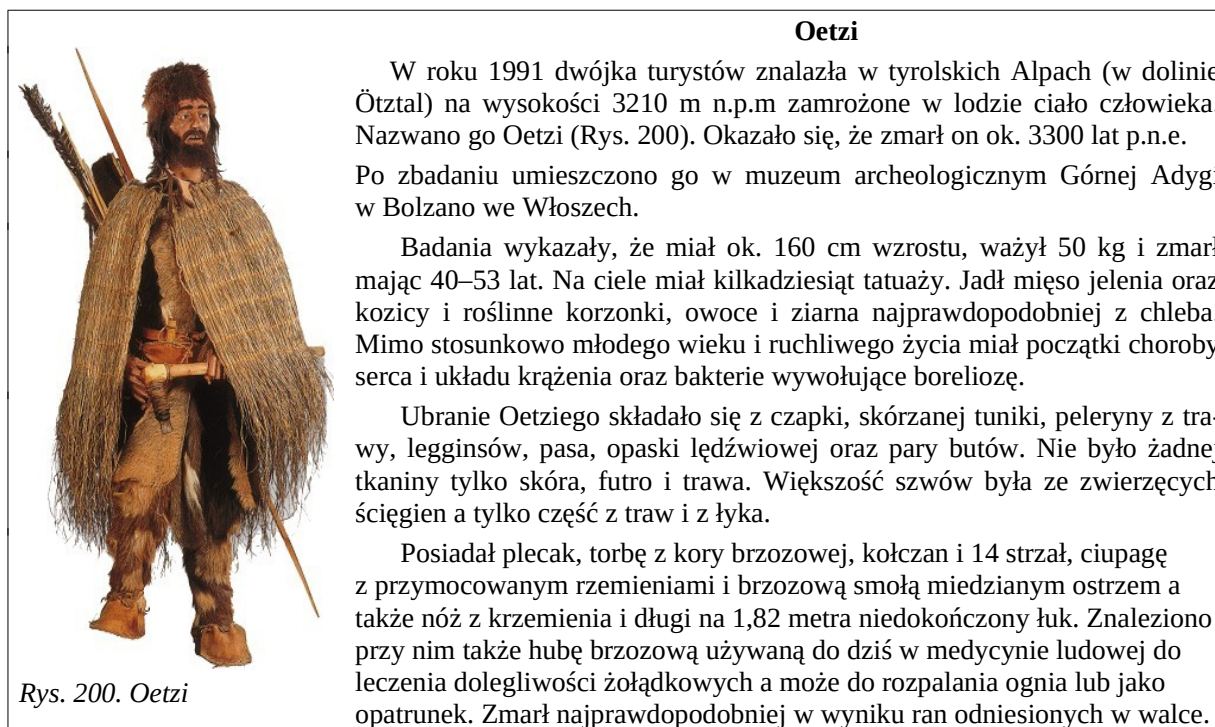 Oetzi
W roku 1991 dwójka turystów znalazła w tyrolskich Alpach (w dolinie
Ötztal) na wysokości 3210 m n.p.m zamrożone w lodzie ciało człowieka.
Nazwano go Oetzi (Rys. 200). Okazało się, że zmarł on ok. 3300 lat p.n.e.
Po zbadaniu umieszczono go w muzeum archeologicznym Górnej Adygi
w Bolzano we Włoszech.
Badania wykazały, że miał ok. 160 cm wzrostu, ważył 50 kg i zmarł
mając 40–53 lat. Na ciele miał kilkadziesiąt tatuaży. Jadł mięso jelenia oraz
kozicy i roślinne korzonki, owoce i ziarna najprawdopodobniej z chleba.
Mimo stosunkowo młodego wieku i ruchliwego życia miał początki choroby
serca i układu krążenia oraz bakterie wywołujące boreliozę.
Ubranie Oetziego składało się z czapki, skórzanej tuniki, peleryny z tra-
wy, legginsów, pasa, opaski lędźwiowej oraz pary butów. Nie było żadnej
tkaniny tylko skóra, futro i trawa. Większość szwów była ze zwierzęcych
ścięgien a tylko część z traw i z łyka.
Posiadał plecak, torbę z kory brzozowej, kołczan i 14 strzał, ciupagę
z przymocowanym rzemieniami i brzozową smołą miedzianym ostrzem a
także nóż z krzemienia i długi na 1,82 metra niedokończony łuk. Znaleziono
przy nim także hubę brzozową używaną do dziś w medycynie ludowej do
leczenia dolegliwości żołądkowych a może do rozpalania ognia lub jako
opatrunek. Zmarł najprawdopodobniej w wyniku ran odniesionych w walce.
Rys. 200. Oetzi